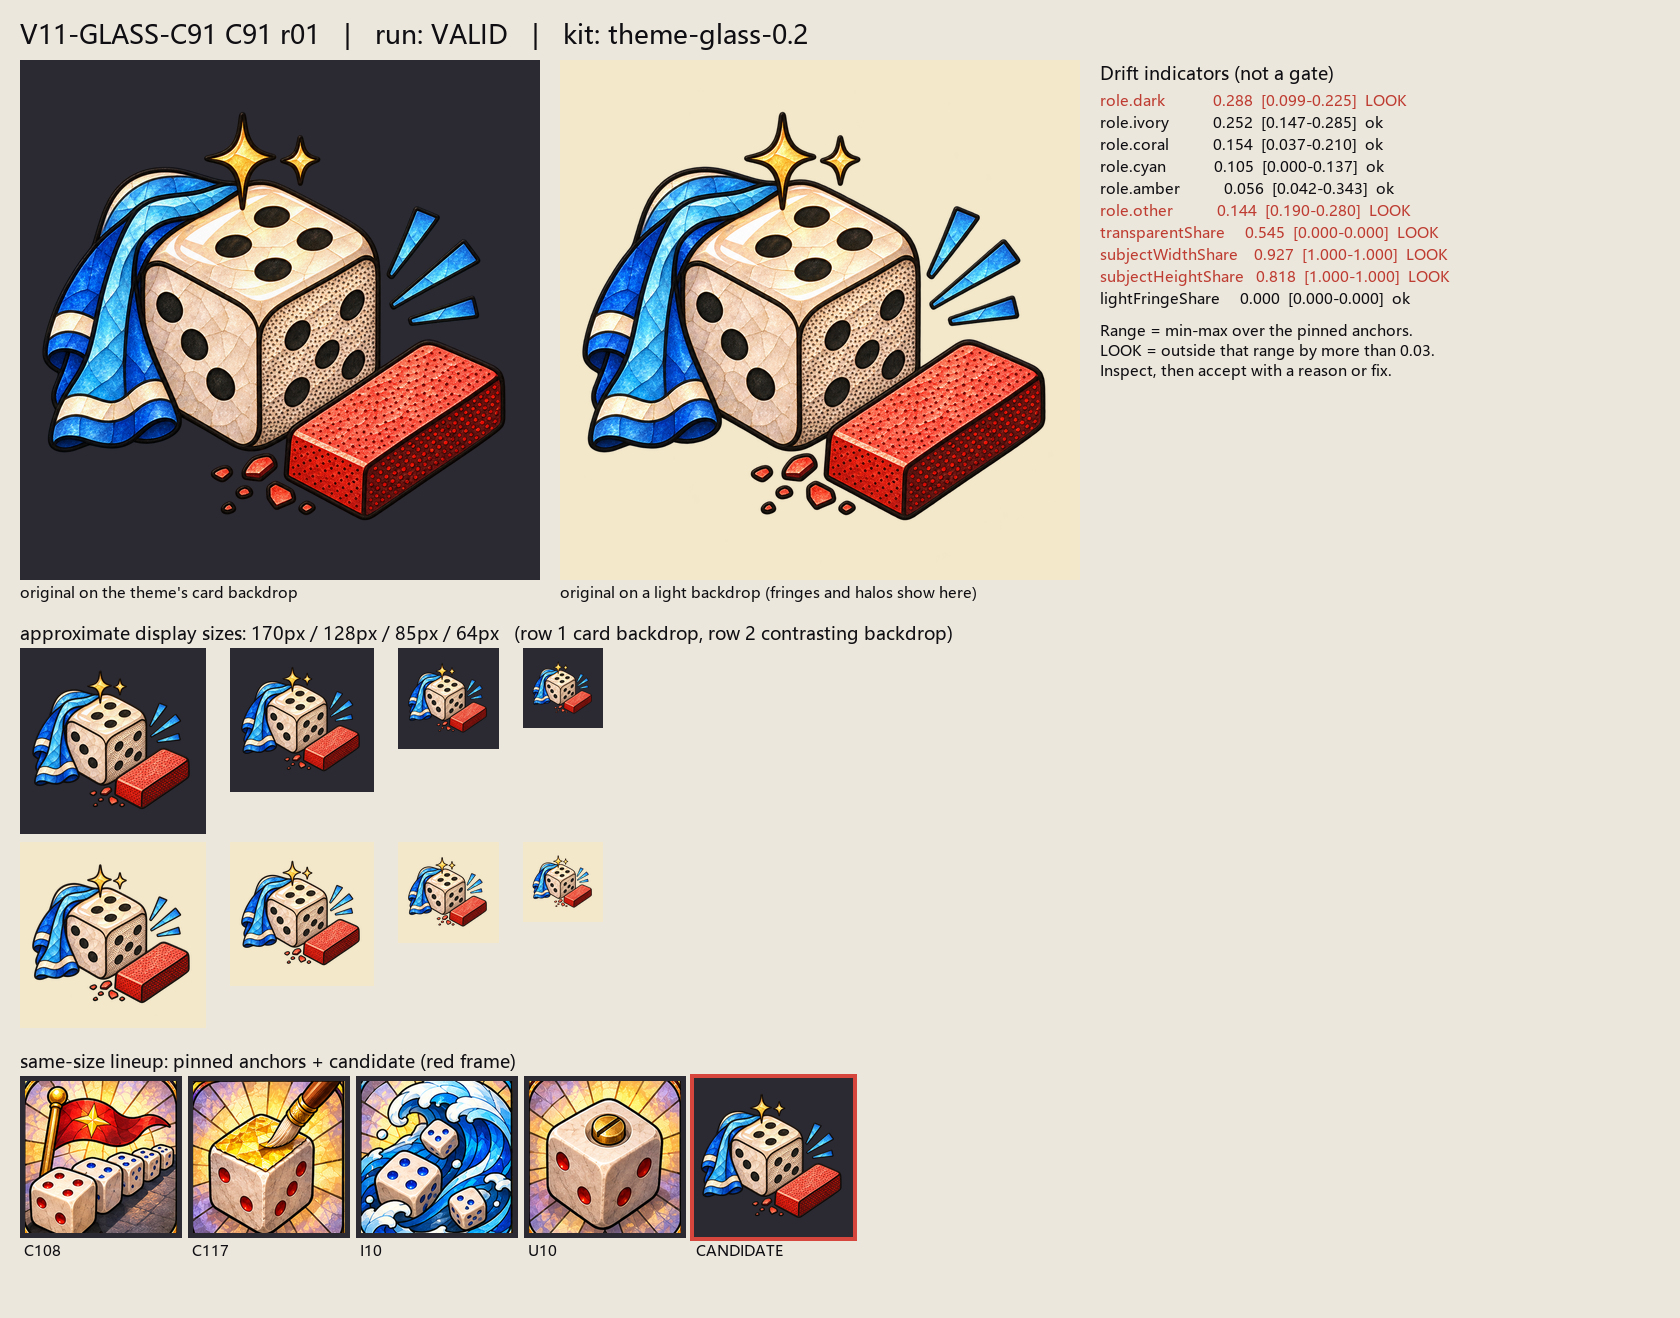 V11-GLASS-C91 C91 r01 | run: VALID | kit: theme-glass-0.2
Drift indicators (not a gate)
role.dark 0.288 [0.099-0.225] LOOK
role.ivory 0.252 [0.147-0.285] ok
role.coral 0.154 [0.037-0.210] ok
role.cyan 0.105 [0.000-0.137] ok
role.amber 0.056 [0.042-0.343] ok
role.other 0.144 [0.190-0.280] LOOK
transparentShare 0.545 [0.000-0.000] LOOK
subjectWidthShare 0.927 [1.000-1.000] LOOK
subjectHeightShare 0.818 [1.000-1.000] LOOK
lightFringeShare 0.000 [0.000-0.000] ok
Range = min-max over the pinned anchors.
LOOK = outside that range by more than 0.03.
Inspect, then accept with a reason or fix.
original on the theme's card backdrop
original on a light backdrop (fringes and halos show here)
approximate display sizes: 170px / 128px / 85px / 64px (row 1 card backdrop, row 2 contrasting backdrop)
same-size lineup: pinned anchors + candidate (red frame)
C108
C117
I10
U10
CANDIDATE